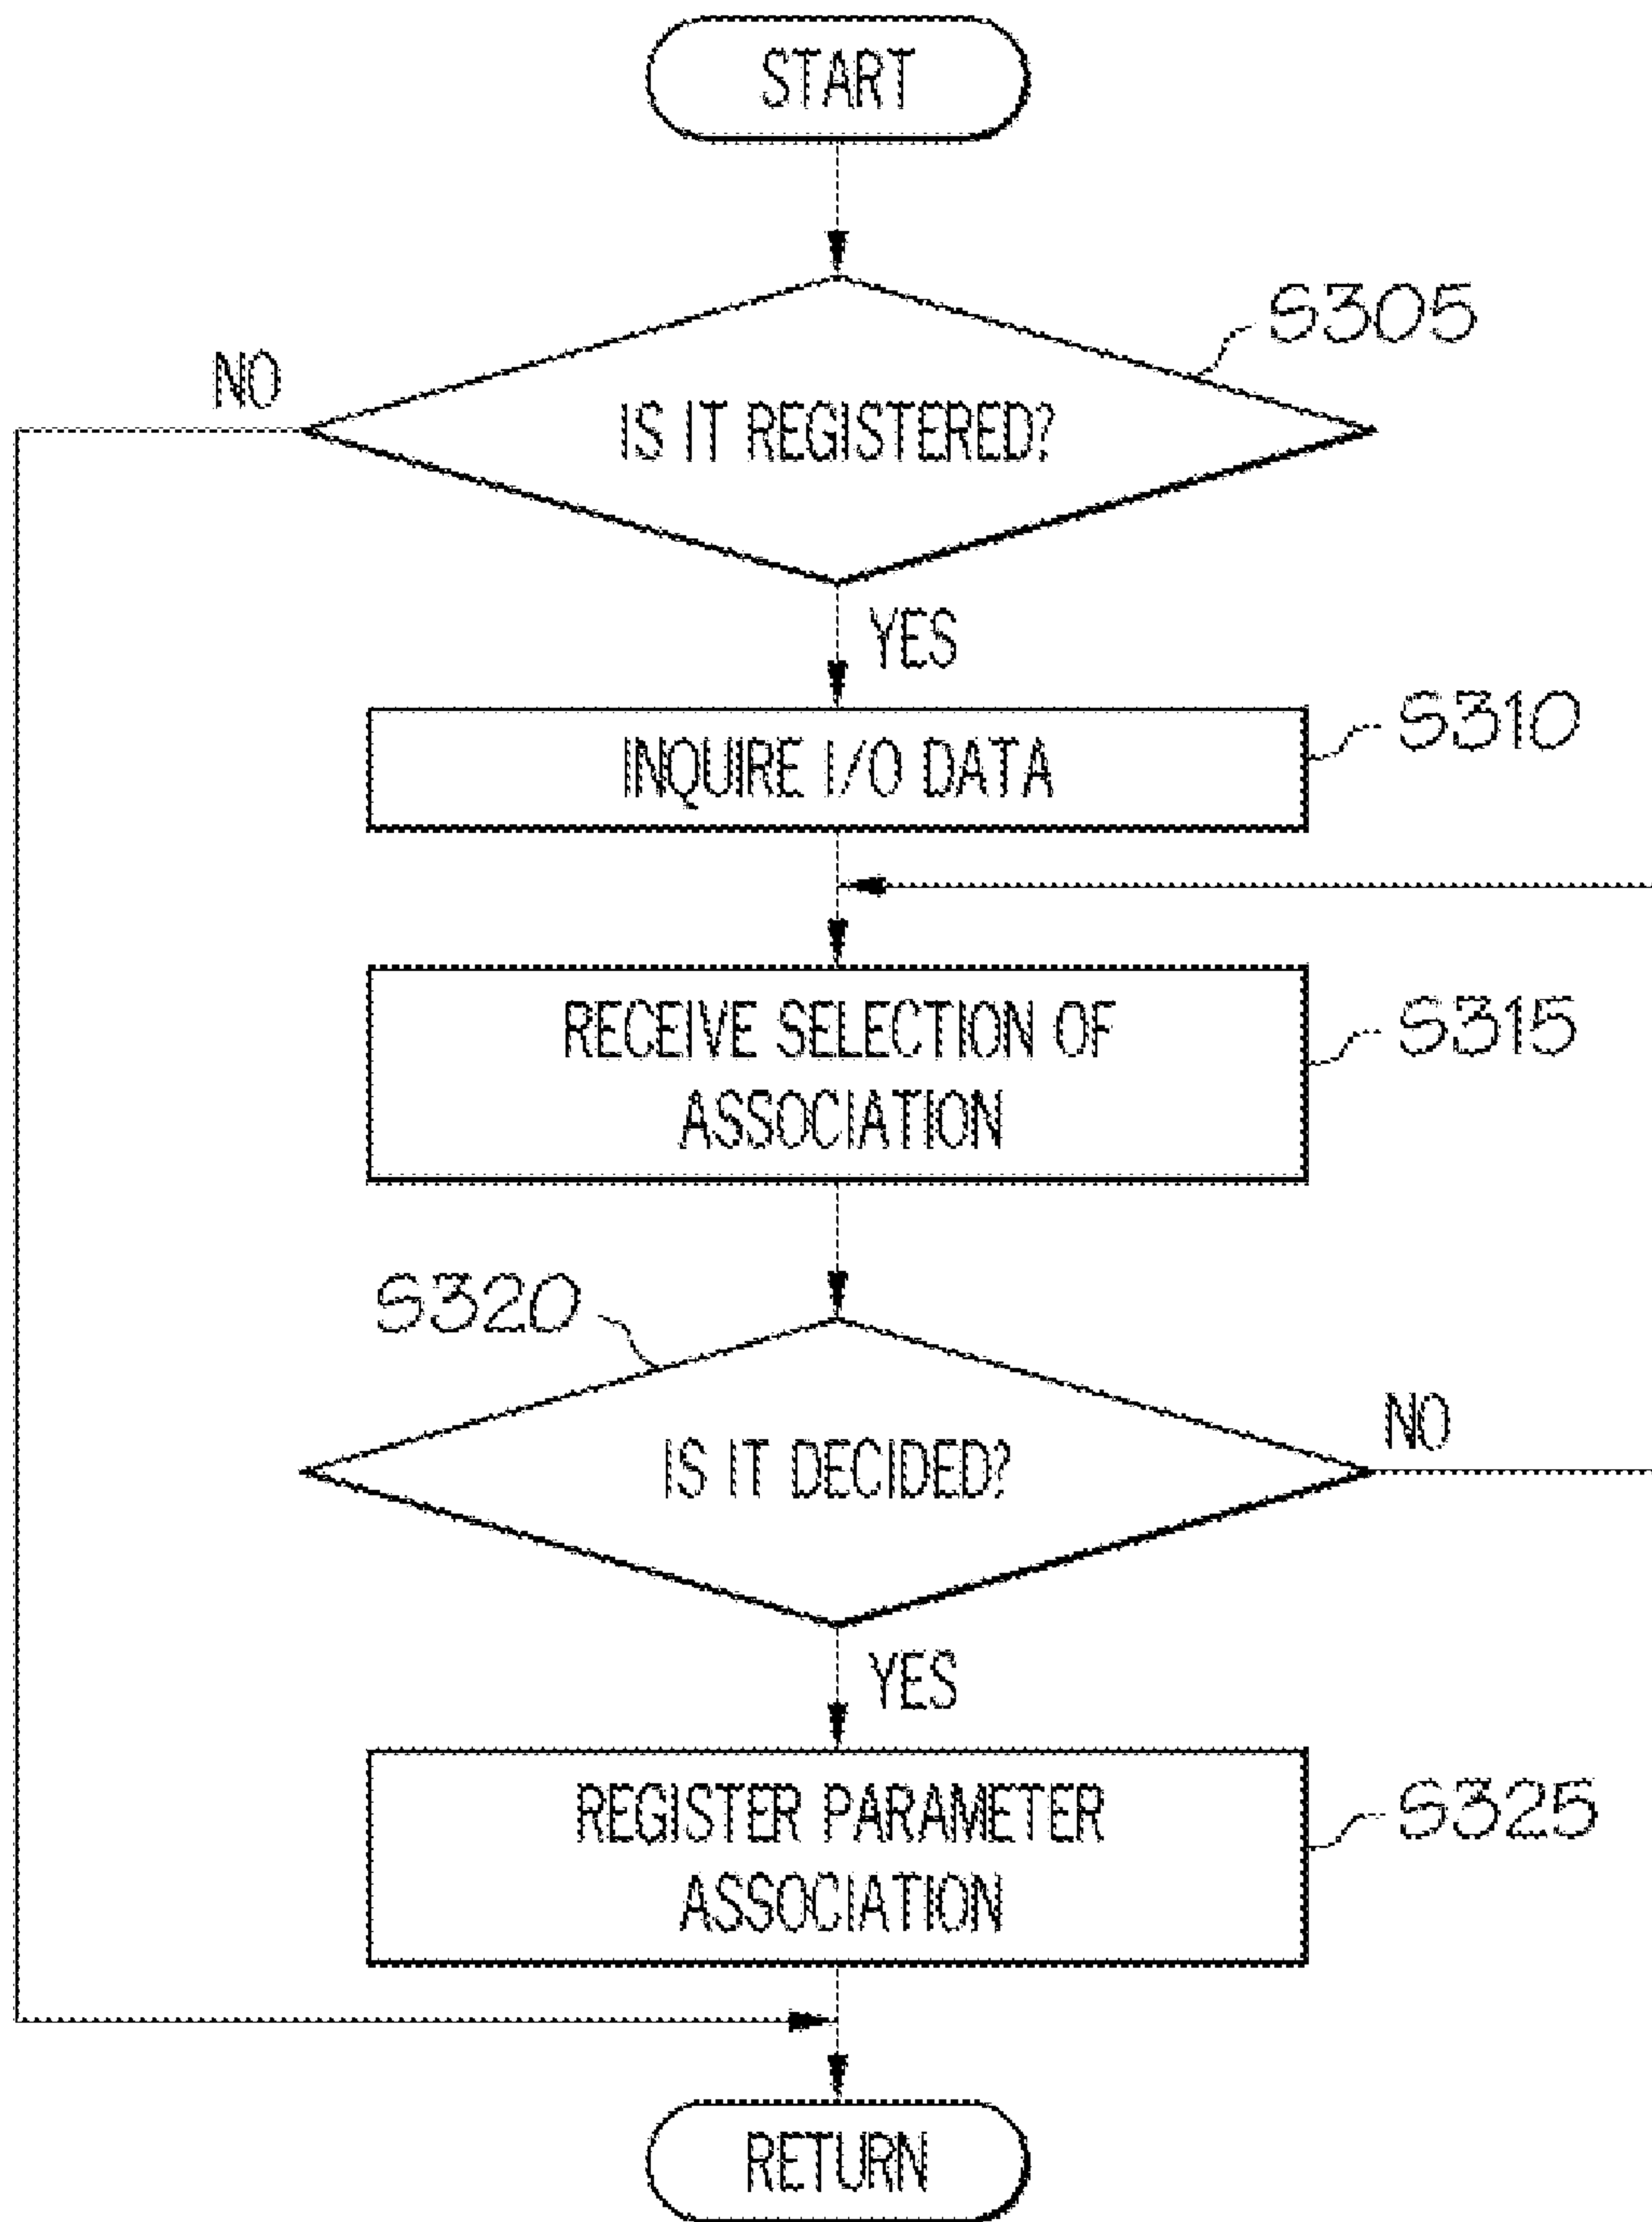 START
S305
NO
IS IT REGISTERED?
YES
S310
INQUIRE I/O DATA
RECEIVE SELECTION OF
ASSOCIATION
S315
S320
NO
IS IT DECIDED?
YES
REGISTER PARAMETER
ASSOCIATION
S325
RETURN